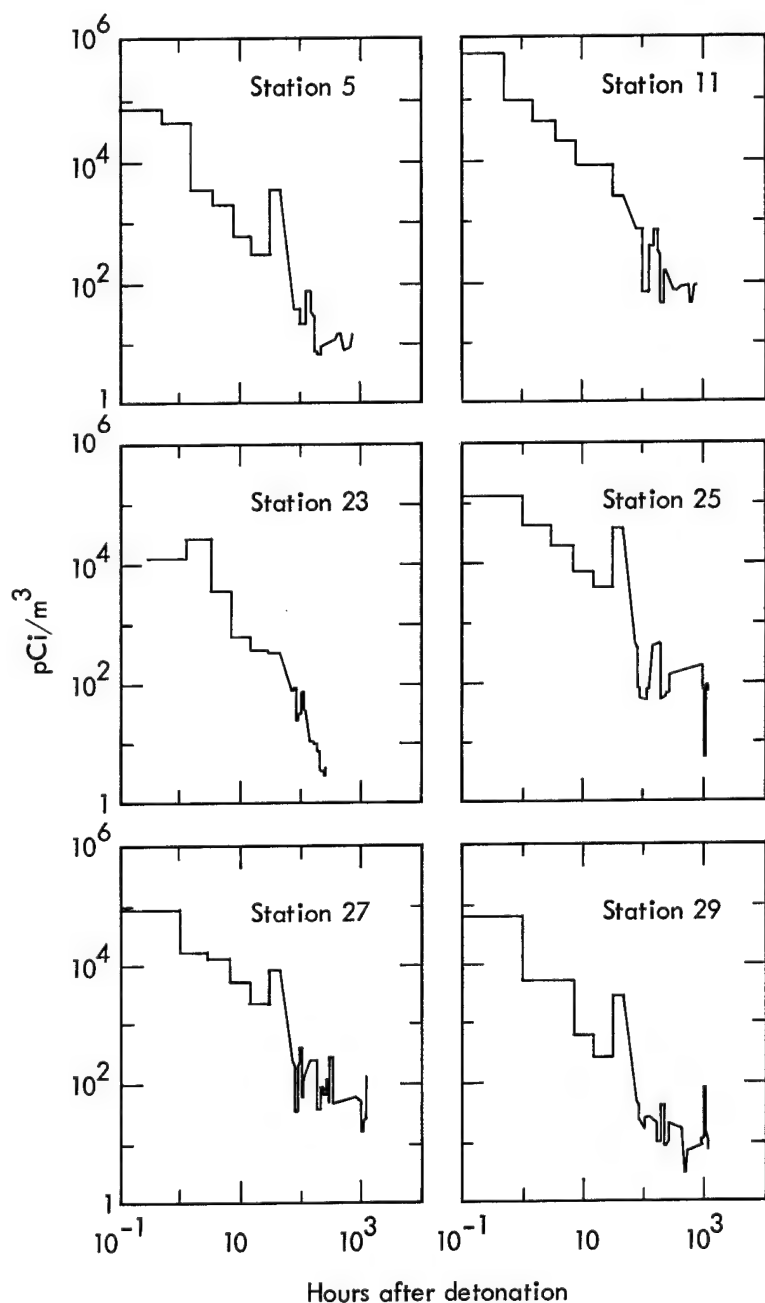 10^6
10^4
10^2
1
Station 5
Station 11
10^6
10^4
10^2
1
Station 23
Station 25
pCi/m^3
10^6
10^4
10^2
1
Station 27
Station 29
10^-1
10
10^3
10^-1
10
10^3
Hours after detonation